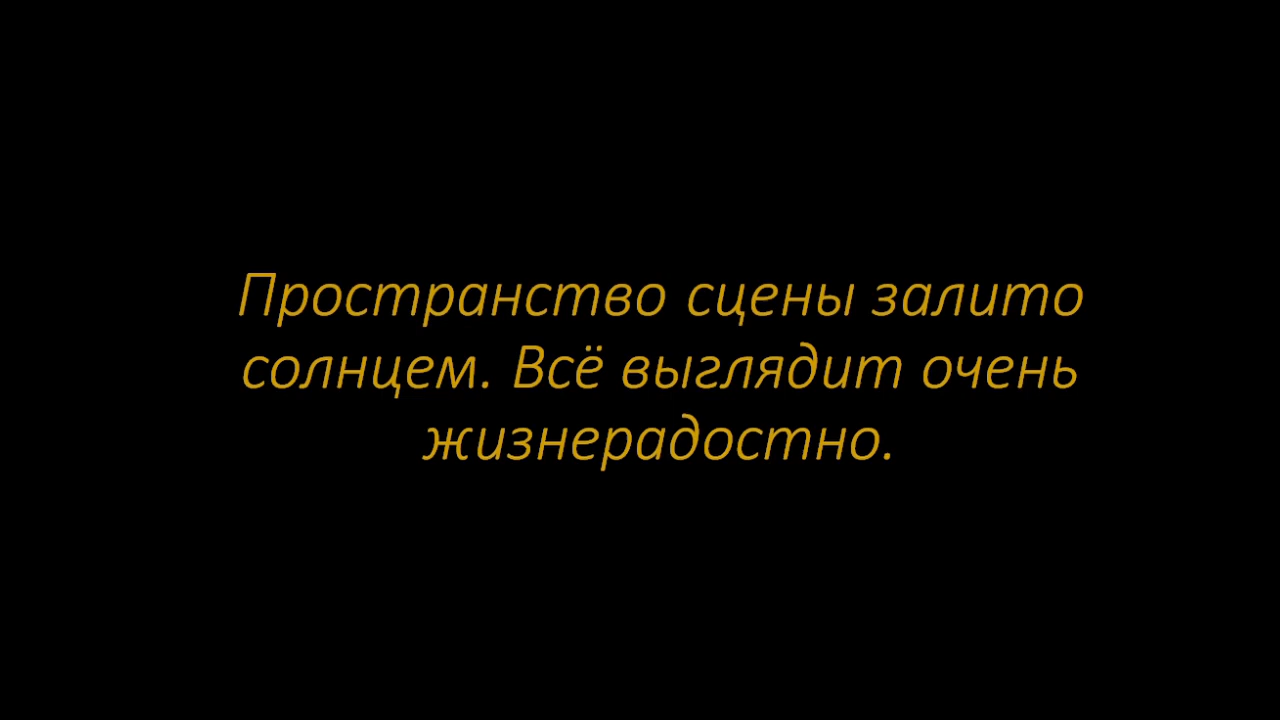 Пространство сцены залито
солнцем. Всё выглядит очень
жизнерадостно.